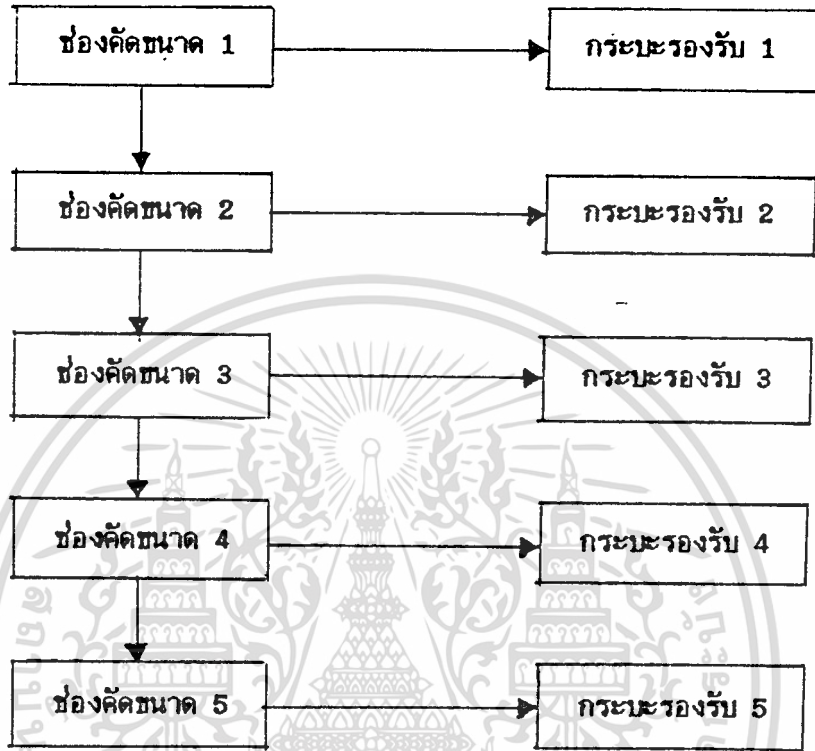 ช่องคัดขนาด 1 กระบะรองรับ 1
ช่องคัดขนาด 2 กระบะรองรับ 2
ช่องคัดขนาด 3 กระบะรองรับ 3
ช่องคัดขนาด 4 กระบะรองรับ 4
ช่องคัดขนาด 5 กระบะรองรับ 5